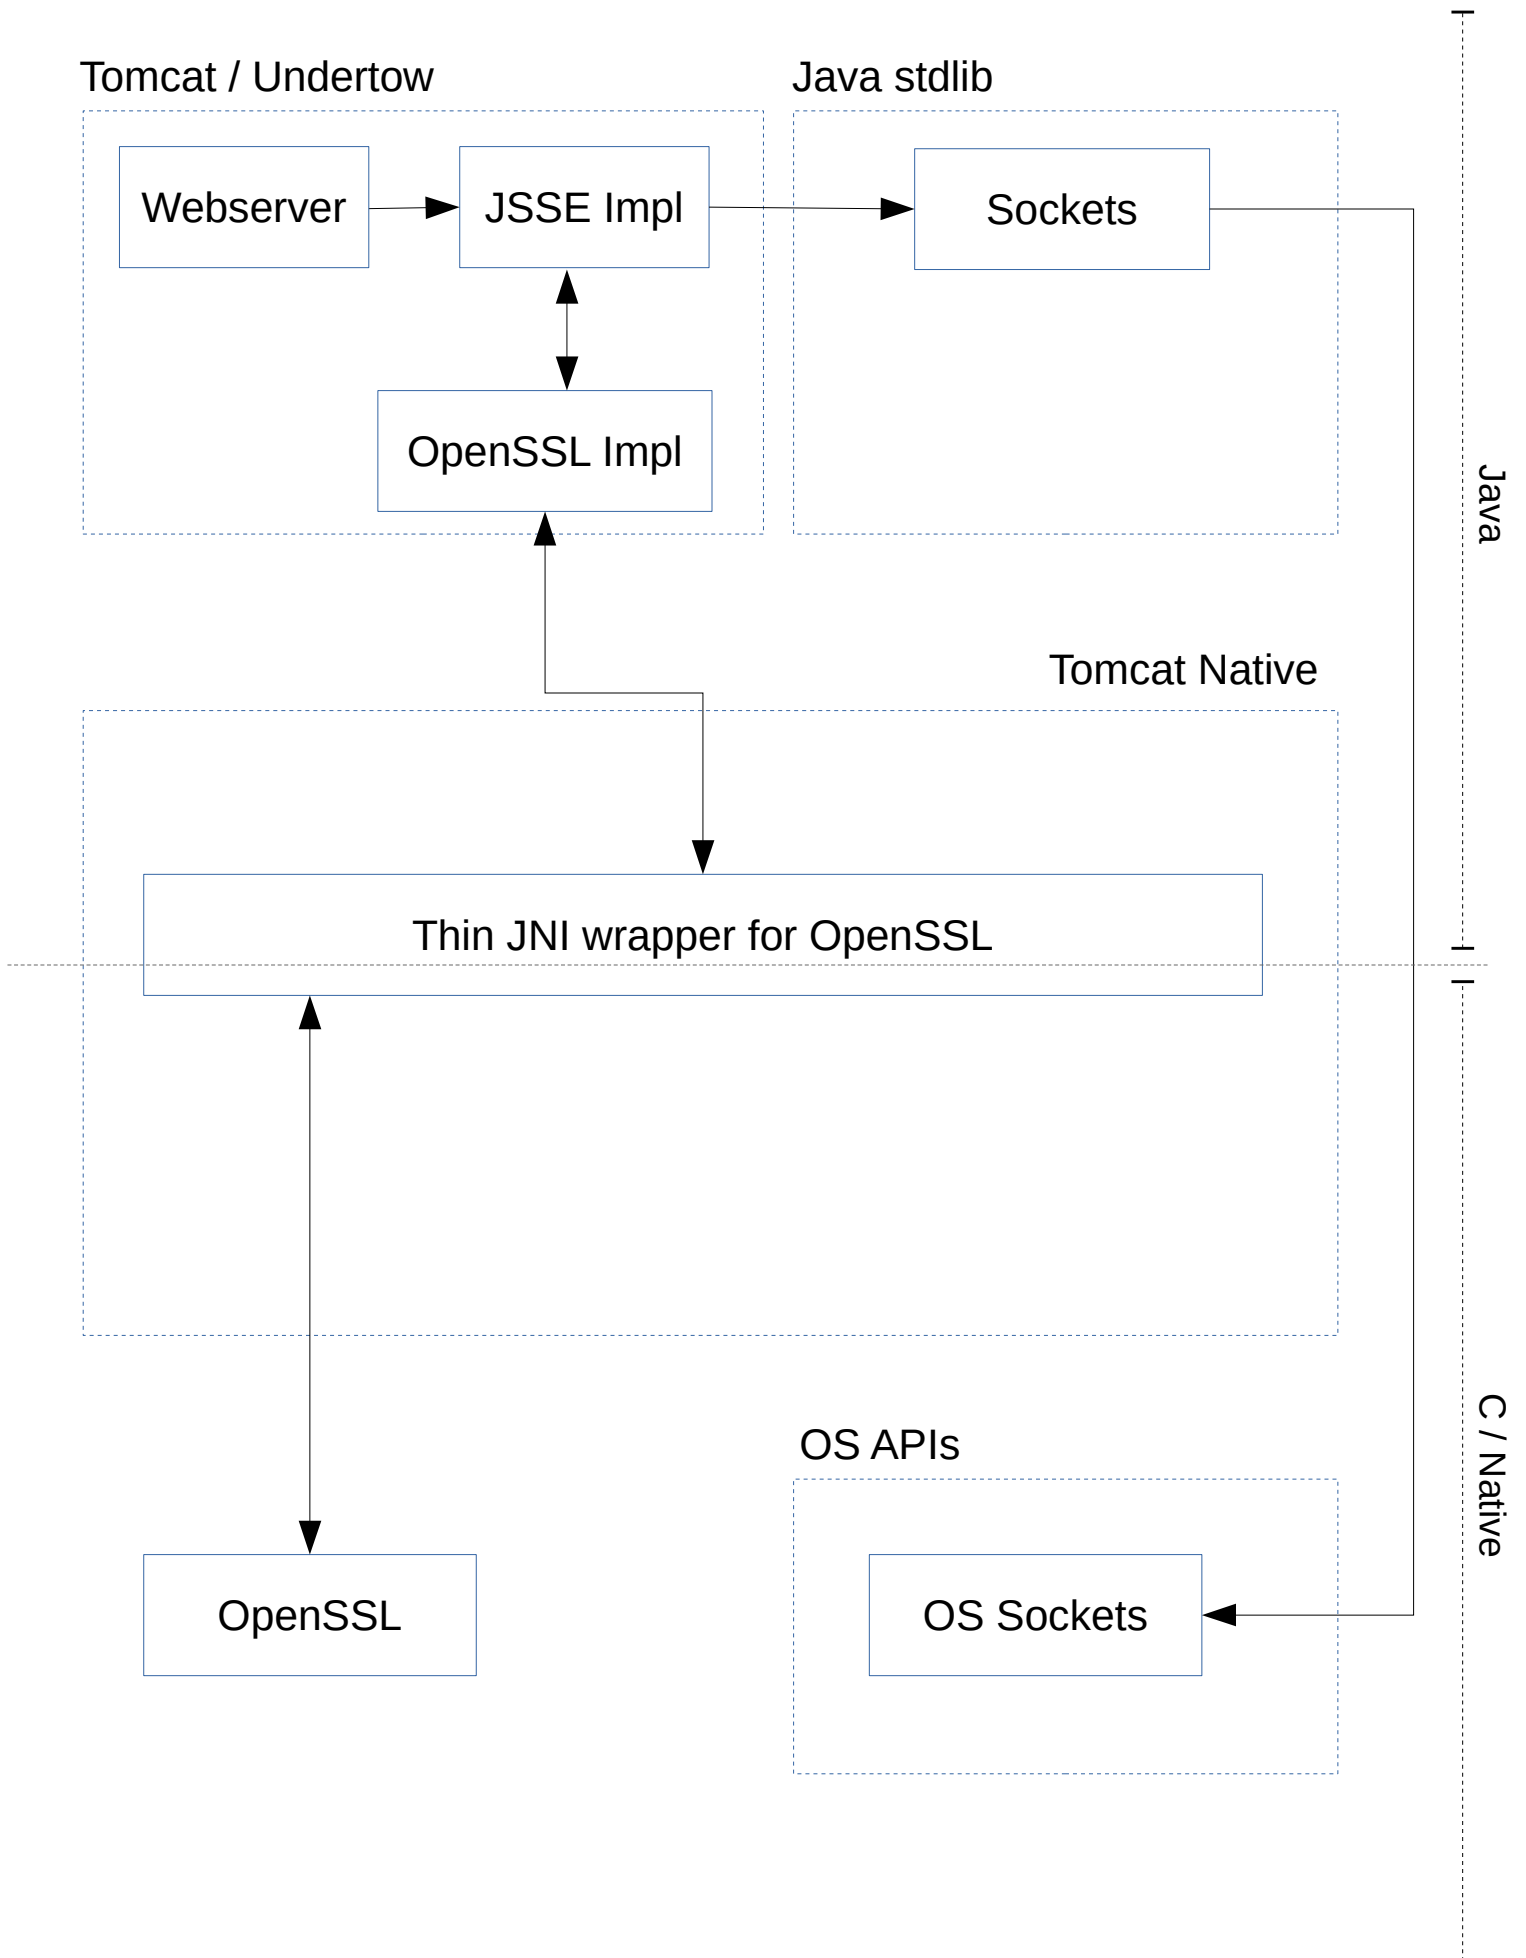 Tomcat / Undertow
Java stdlib
Webserver
JSSE Impl
Sockets
OpenSSL Impl
Java
Tomcat Native
Thin JNI wrapper for OpenSSL
C / Native
OS APIs
OpenSSL
OS Sockets